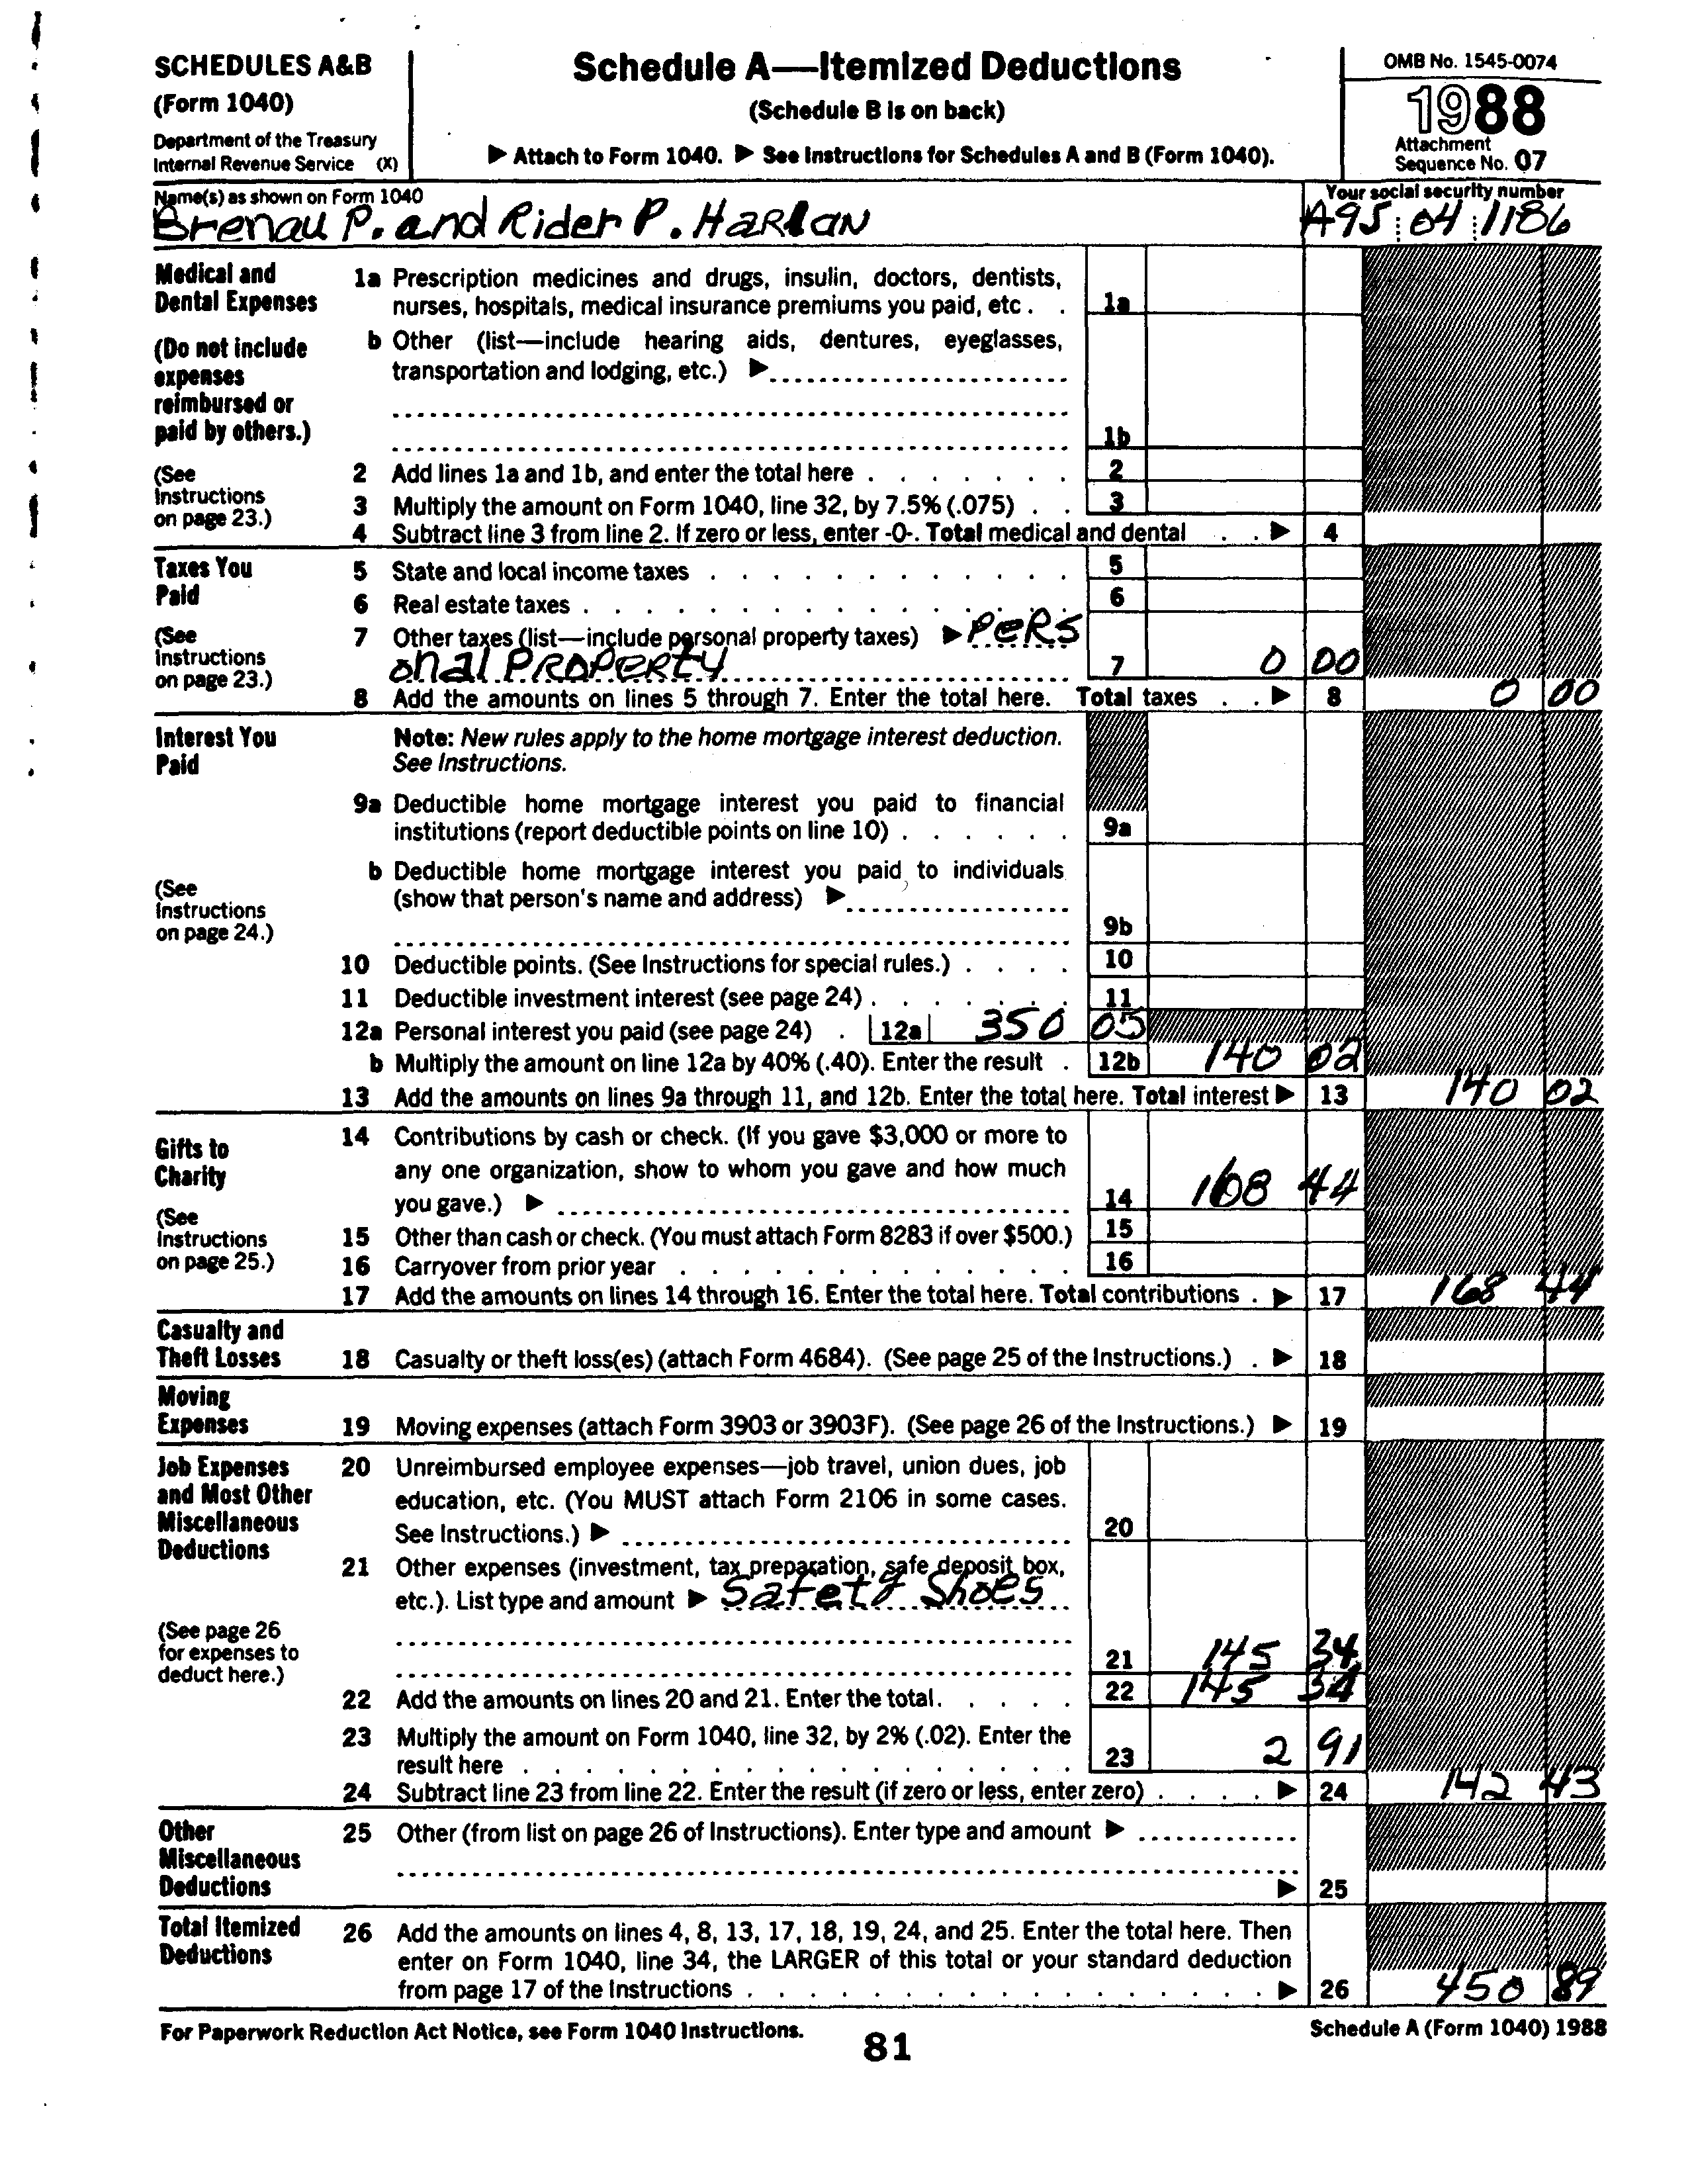 SCHEDULES A&B
(Form 1040)
Department of the Treasury
Internal Revenue Service (X)
Schedule A—Itemized Deductions
(Schedule B is on back)
▶ Attach to Form 1040. ▶ See Instructions for Schedules A and B (Form 1040).
OMB No. 1545-0074
1988
Attachment
Sequence No. 07
Name(s) as shown on Form 1040
Brenau P. and Rider P. Harlan
Your social security number
A95 04 1186
Medical and
Dental Expenses
(Do not include
expenses
reimbursed or
paid by others.)
(See
Instructions
on page 23.)
1a Prescription medicines and drugs, insulin, doctors, dentists,
nurses, hospitals, medical insurance premiums you paid, etc . . 1a
b Other (list—include hearing aids, dentures, eyeglasses,
transportation and lodging, etc.) ▶
1b
2 Add lines 1a and 1b, and enter the total here . . . . . . . 2
3 Multiply the amount on Form 1040, line 32, by 7.5% (.075) . . 3
4 Subtract line 3 from line 2. If zero or less, enter -0-. Total medical and dental . . ▶ 4
Taxes You
Paid
(See
Instructions
on page 23.)
5 State and local income taxes . . . . . . . . . . . . 5
6 Real estate taxes . . . . . . . . . . . . . . 6
7 Other taxes (list—include personal property taxes) ▶ PERS
onal PROPERTY 7 0 00
8 Add the amounts on lines 5 through 7. Enter the total here. Total taxes . . ▶ 8 0 00
Interest You
Paid
(See
Instructions
on page 24.)
Note: New rules apply to the home mortgage interest deduction.
See Instructions.
9a Deductible home mortgage interest you paid to financial
institutions (report deductible points on line 10) . . . . . . 9a
b Deductible home mortgage interest you paid to individuals
(show that person's name and address) ▶
9b
10 Deductible points. (See Instructions for special rules.) . . . . 10
11 Deductible investment interest (see page 24) . . . . . . . 11
12a Personal interest you paid (see page 24) . 12a 350 05
b Multiply the amount on line 12a by 40% (.40). Enter the result . 12b 140 02
13 Add the amounts on lines 9a through 11, and 12b. Enter the total here. Total interest ▶ 13 140 02
Gifts to
Charity
(See
Instructions
on page 25.)
14 Contributions by cash or check. (If you gave $3,000 or more to
any one organization, show to whom you gave and how much
you gave.) ▶ 14 168 44
15 Other than cash or check. (You must attach Form 8283 if over $500.) 15
16 Carryover from prior year . . . . . . . . . . . . . 16
17 Add the amounts on lines 14 through 16. Enter the total here. Total contributions . ▶ 17 168 44
Casualty and
Theft Losses
18 Casualty or theft loss(es) (attach Form 4684). (See page 25 of the Instructions.) . ▶ 18
Moving
Expenses
19 Moving expenses (attach Form 3903 or 3903F). (See page 26 of the Instructions.) ▶ 19
Job Expenses
and Most Other
Miscellaneous
Deductions
(See page 26
for expenses to
deduct here.)
20 Unreimbursed employee expenses—job travel, union dues, job
education, etc. (You MUST attach Form 2106 in some cases.
See Instructions.) ▶ 20
21 Other expenses (investment, tax preparation, safe deposit box,
etc.). List type and amount ▶ Safety Shoes
21 145 34
22 Add the amounts on lines 20 and 21. Enter the total . . . . . 22 145 34
23 Multiply the amount on Form 1040, line 32, by 2% (.02). Enter the
result here . . . . . . . . . . . . . . . . . 23 2 91
24 Subtract line 23 from line 22. Enter the result (if zero or less, enter zero) . . . . . ▶ 24 142 43
Other
Miscellaneous
Deductions
25 Other (from list on page 26 of Instructions). Enter type and amount ▶
▶ 25
Total Itemized
Deductions
26 Add the amounts on lines 4, 8, 13, 17, 18, 19, 24, and 25. Enter the total here. Then
enter on Form 1040, line 34, the LARGER of this total or your standard deduction
from page 17 of the Instructions . . . . . . . . . . . . . . . . ▶ 26 450 89
For Paperwork Reduction Act Notice, see Form 1040 Instructions.
81
Schedule A (Form 1040) 1988